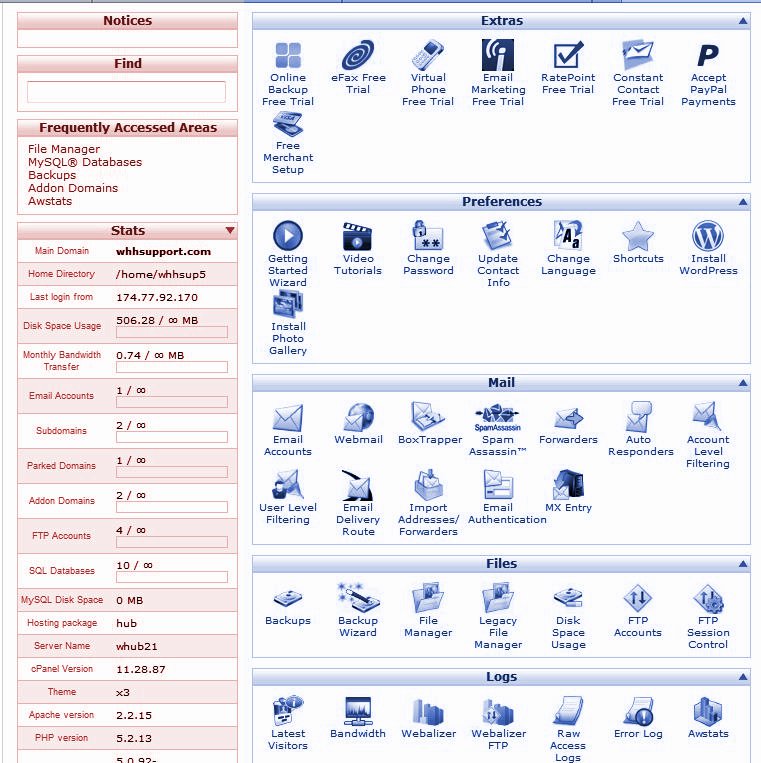 Notices
Find
Frequently Accessed Areas
File Manager
MySQL® Databases
Backups
Addon Domains
Awstats
Stats
Main Domain whhsupport.com
Home Directory /home/whhsup5
Last login from 174.77.92.170
Disk Space Usage 506.28 / ∞ MB
Monthly Bandwidth Transfer 0.74 / ∞ MB
Email Accounts 1 / ∞
Subdomains 2 / ∞
Parked Domains 1 / ∞
Addon Domains 2 / ∞
FTP Accounts 4 / ∞
SQL Databases 10 / ∞
MySQL Disk Space 0 MB
Hosting package hub
Server Name whub21
cPanel Version 11.28.87
Theme x3
Apache version 2.2.15
PHP version 5.2.13
5.0.92-
Extras
Online Backup Free Trial
eFax Free Trial
Virtual Phone Free Trial
Email Marketing Free Trial
RatePoint Free Trial
Constant Contact Free Trial
Accept PayPal Payments
VISA
Free Merchant Setup
Preferences
Getting Started Wizard
Video Tutorials
Change Password
Update Contact Info
Change Language
Shortcuts
Install WordPress
Install Photo Gallery
Mail
Email Accounts
Webmail
BoxTrapper
SpamAssassin
Spam Assassin™
Forwarders
Auto Responders
Account Level Filtering
User Level Filtering
Email Delivery Route
Import Addresses/ Forwarders
Email Authentication
MX Entry
Files
Backups
Backup Wizard
File Manager
Legacy File Manager
Disk Space Usage
FTP Accounts
FTP Session Control
Logs
Latest Visitors
Bandwidth
Webalizer
Webalizer FTP
Raw Access Logs
Error Log
Awstats